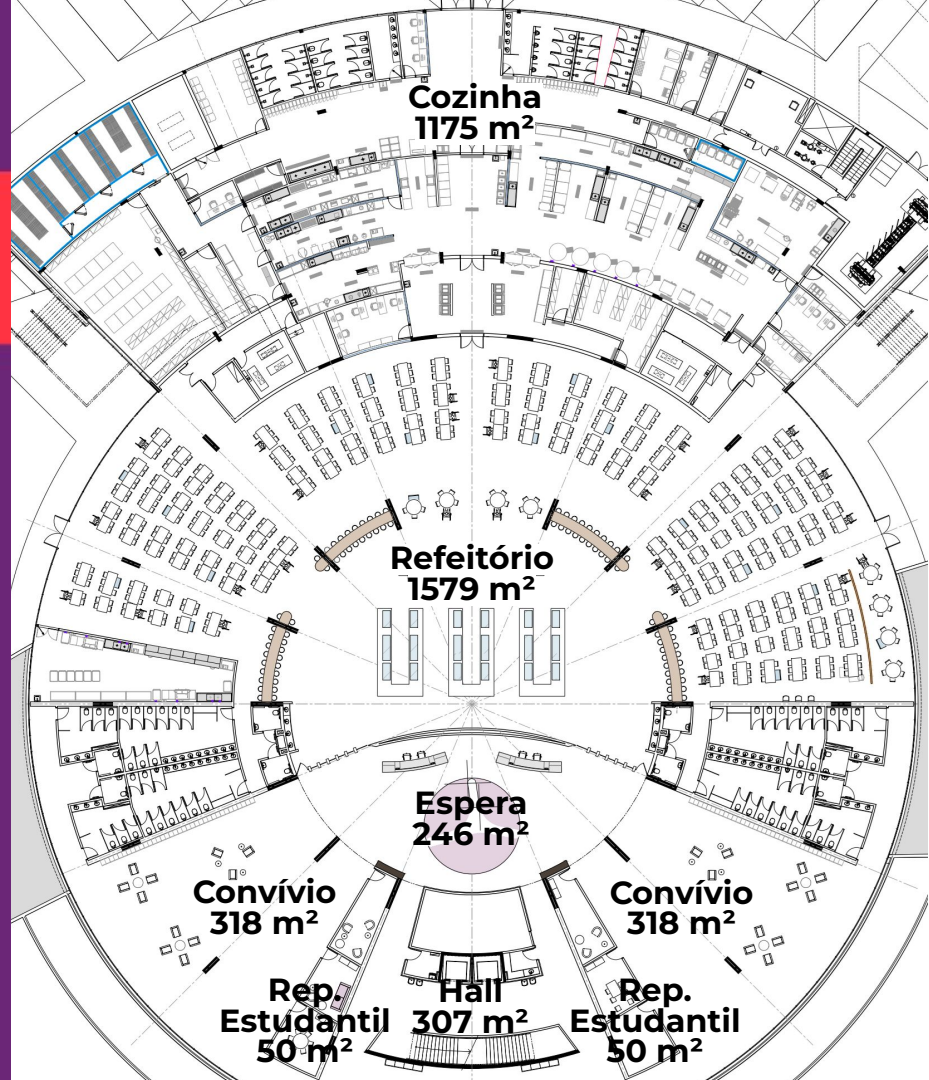 Cozinha
1175 m²
Refeitório
1579 m²
Espera
246 m²
Convívio
318 m²
Convívio
318 m²
Rep.
Estudantil
50 m²
Hall
307 m²
Rep.
Estudantil
50 m²